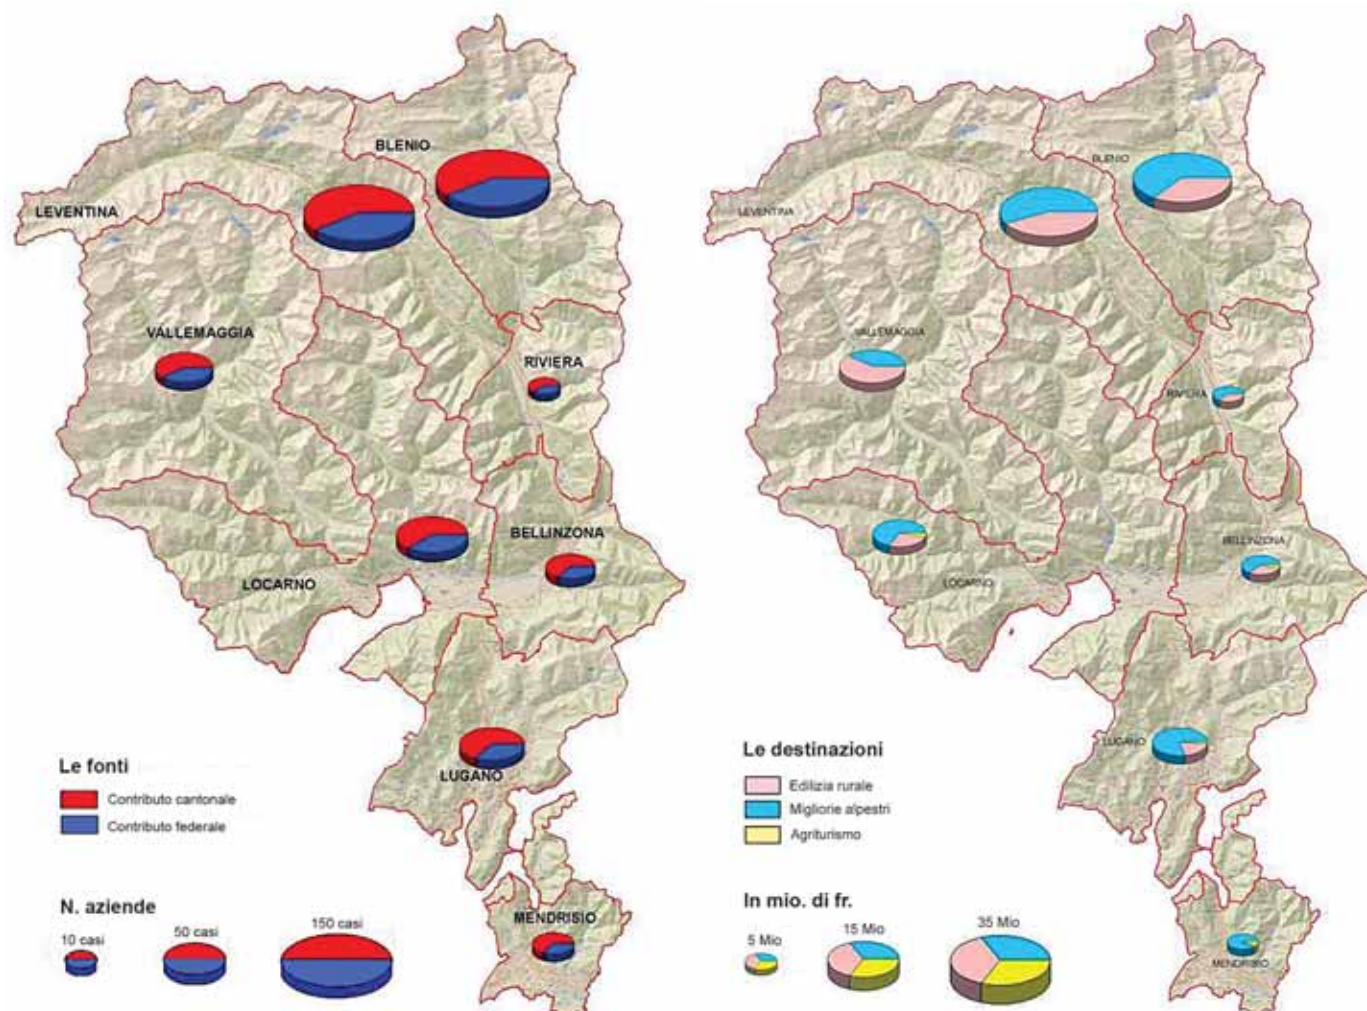 BLENIO
LEVENTINA
VALLEMAGGIA
RIVIERA
BELLINZONA
LOCARNO
LUGANO
MENDRISIO
Le fonti
Contributo cantonale
Contributo federale
N. aziende
10 casi
50 casi
150 casi
BLENIO
LEVENTINA
VALLEMAGGIA
RIVIERA
BELLINZONA
LOCARNO
LUGANO
MENDRISIO
Le destinazioni
Edilizia rurale
Migliorie alpestri
Agriturismo
In mio. di fr.
5 Mio
15 Mio
35 Mio